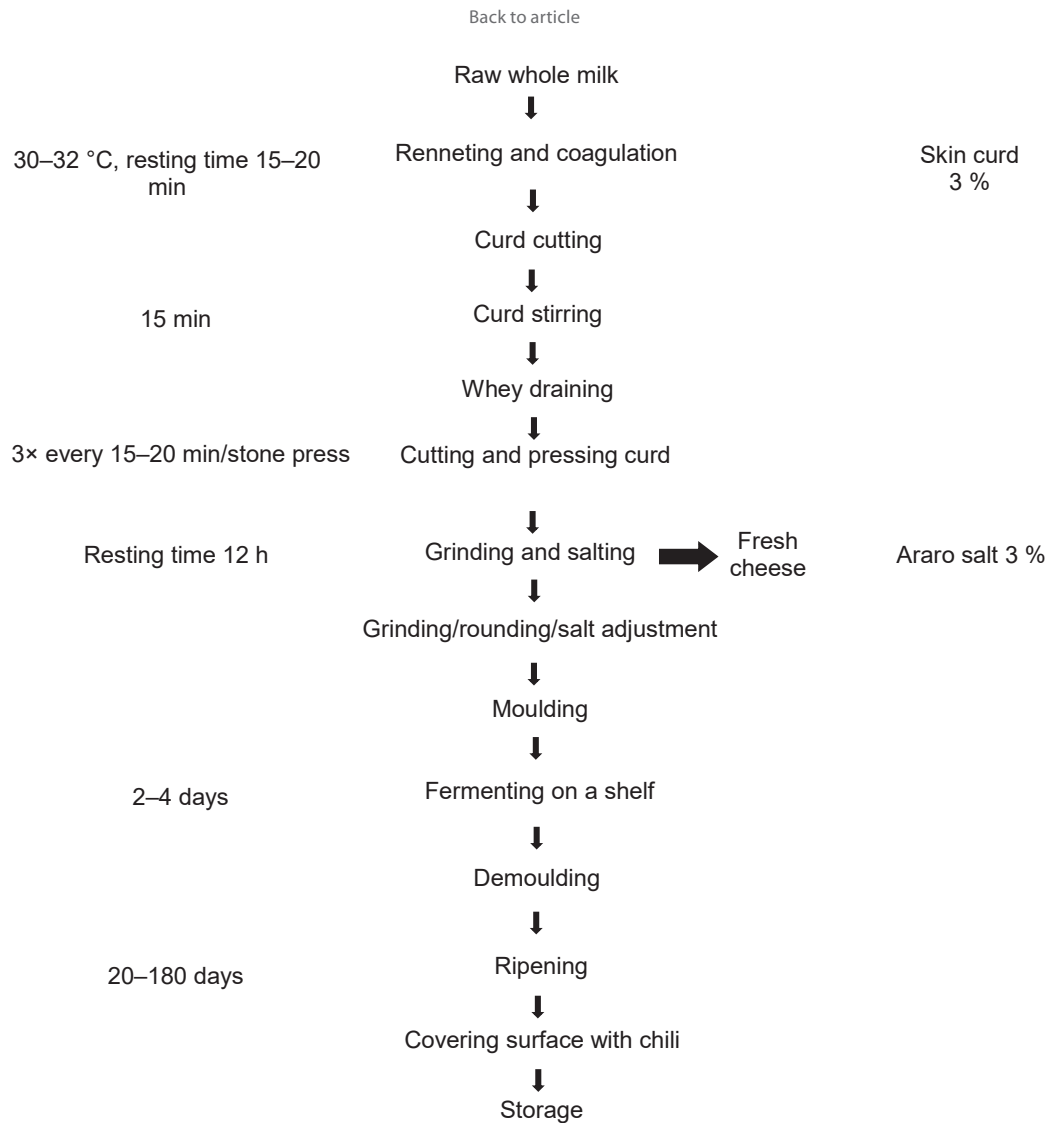 Back to article
Raw whole milk
30–32 °C, resting time 15–20
min
Renneting and coagulation
Skin curd
3 %
Curd cutting
15 min
Curd stirring
Whey draining
3× every 15–20 min/stone press
Cutting and pressing curd
Resting time 12 h
Grinding and salting
Fresh
cheese
Araro salt 3 %
Grinding/rounding/salt adjustment
Moulding
2–4 days
Fermenting on a shelf
Demoulding
20–180 days
Ripening
Covering surface with chili
Storage